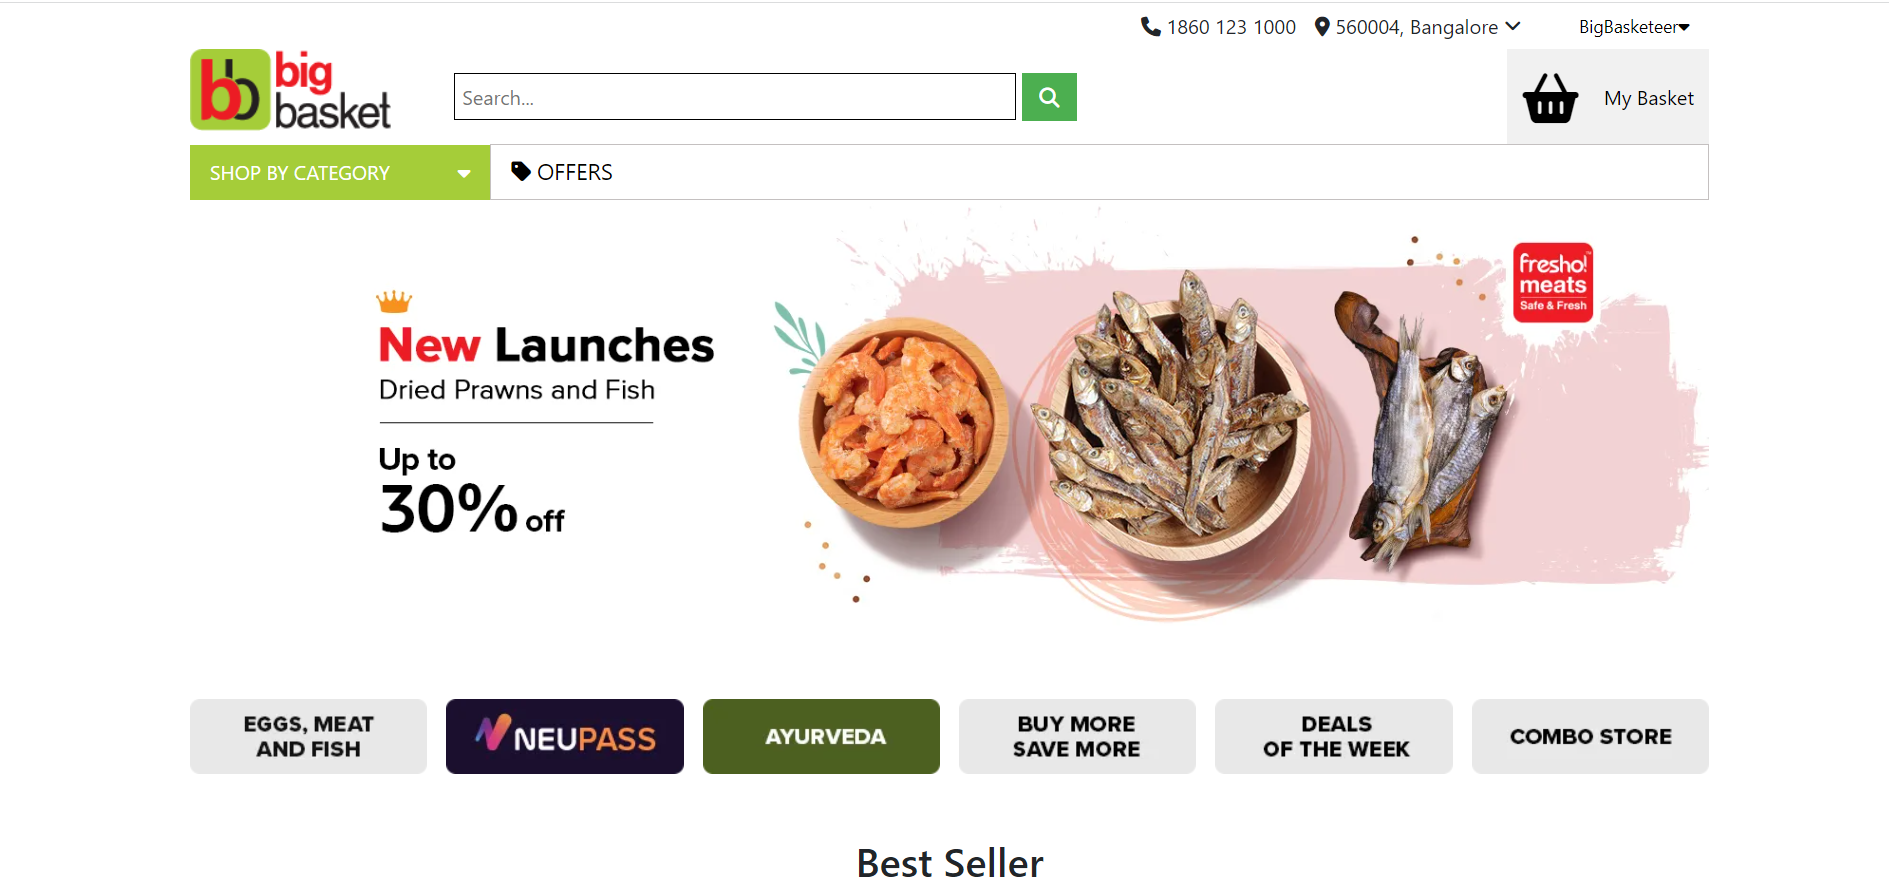 1860 123 1000
560004, Bangalore
BigBasketeer
bb
big
basket
Search...
My Basket
SHOP BY CATEGORY
OFFERS
fresho!
meats
Safe & Fresh
New Launches
Dried Prawns and Fish
Up to
30% off
EGGS, MEAT
AND FISH
NEUPASS
AYURVEDA
BUY MORE
SAVE MORE
DEALS
OF THE WEEK
COMBO STORE
Best Seller